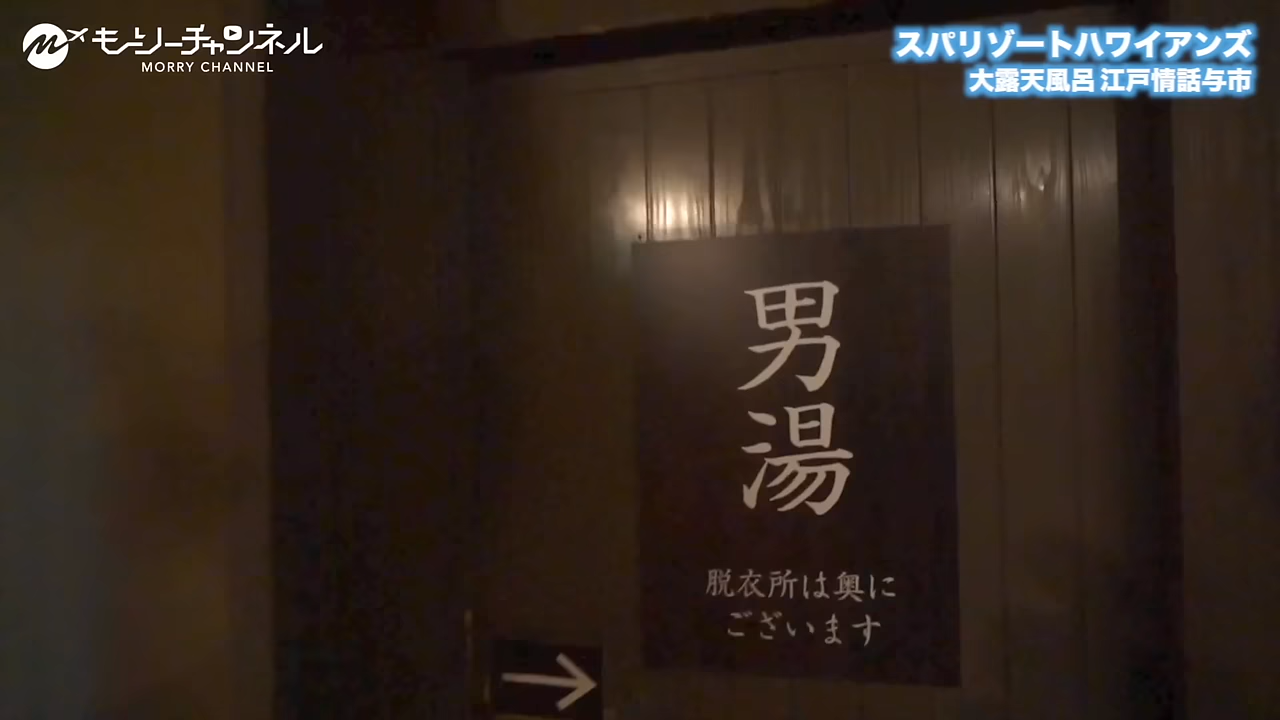 モーリーチャンネル
MORRY CHANNEL
スパリゾートハワイアンズ
大露天風呂 江戸情話与市
男湯
脱衣所は奥に
ございます